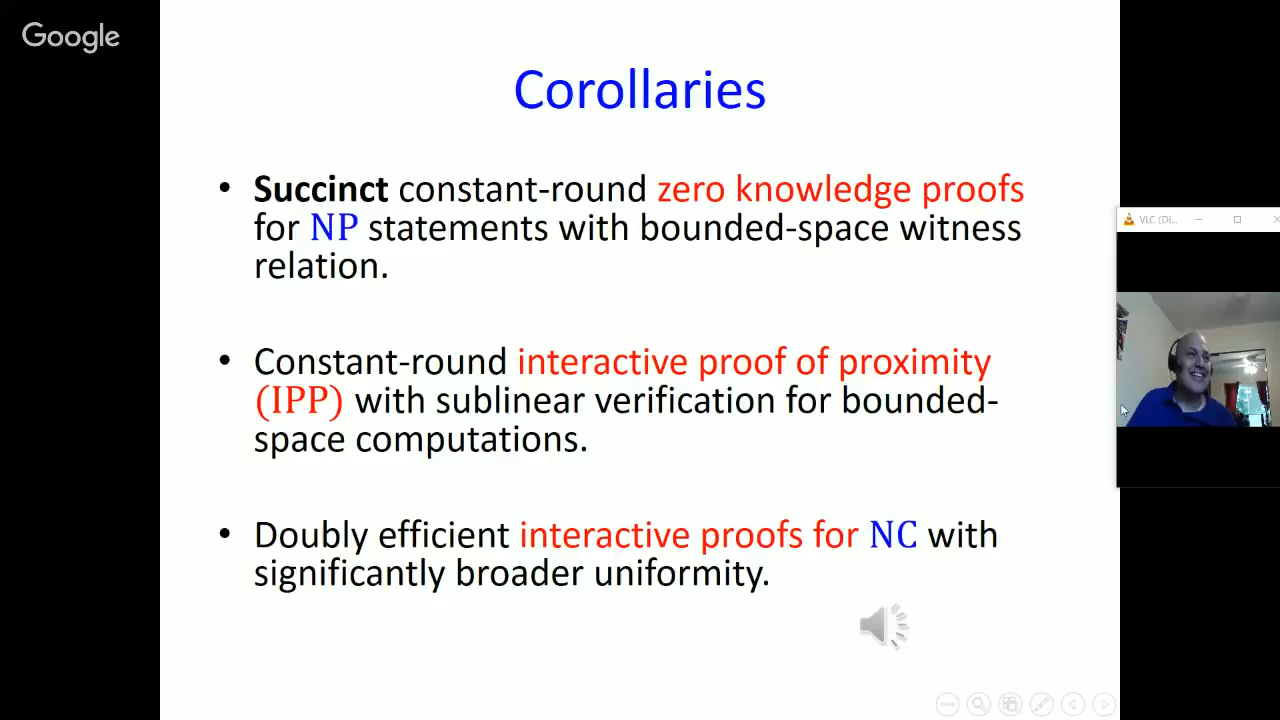 Google
Corollaries
• Succinct constant-round zero knowledge proofs
for NP statements with bounded-space witness
relation.
VLC (Di...
• Constant-round interactive proof of proximity
(IPP) with sublinear verification for bounded-
space computations.
• Doubly efficient interactive proofs for NC with
significantly broader uniformity.